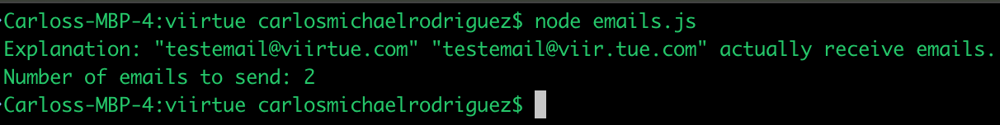 Carloss-MBP-4:viirtue carlosmichaelrodriguez$ node emails.js
Explanation: "testemail@viirtue.com" "testemail@viir.tue.com" actually receive emails.
Number of emails to send: 2
Carloss-MBP-4:viirtue carlosmichaelrodriguez$